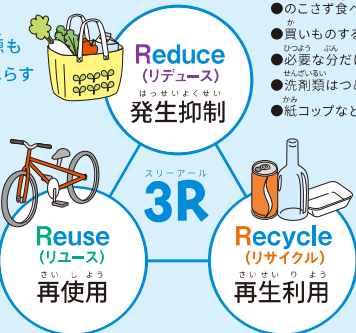 も
らす
Reduce
(リデュース)
はっせいよくせい
発生抑制
●のこさず食べ
か
●買いものする
ひつよう ぶん
●必要な分だけ
せんざいるい
●洗剤類はつめ
かみ
●紙コップなど
スリーアール
3R
Reuse
(リユース)
さいしよう
再使用
Recycle
(リサイクル)
さいせいりよう
再生利用